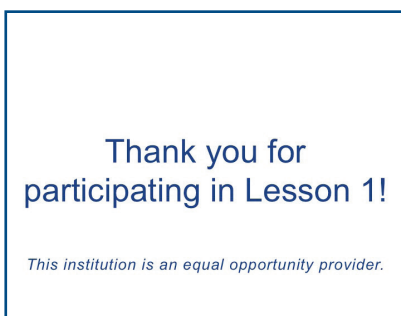 Thank you for
participating in Lesson 1!
This institution is an equal opportunity provider.